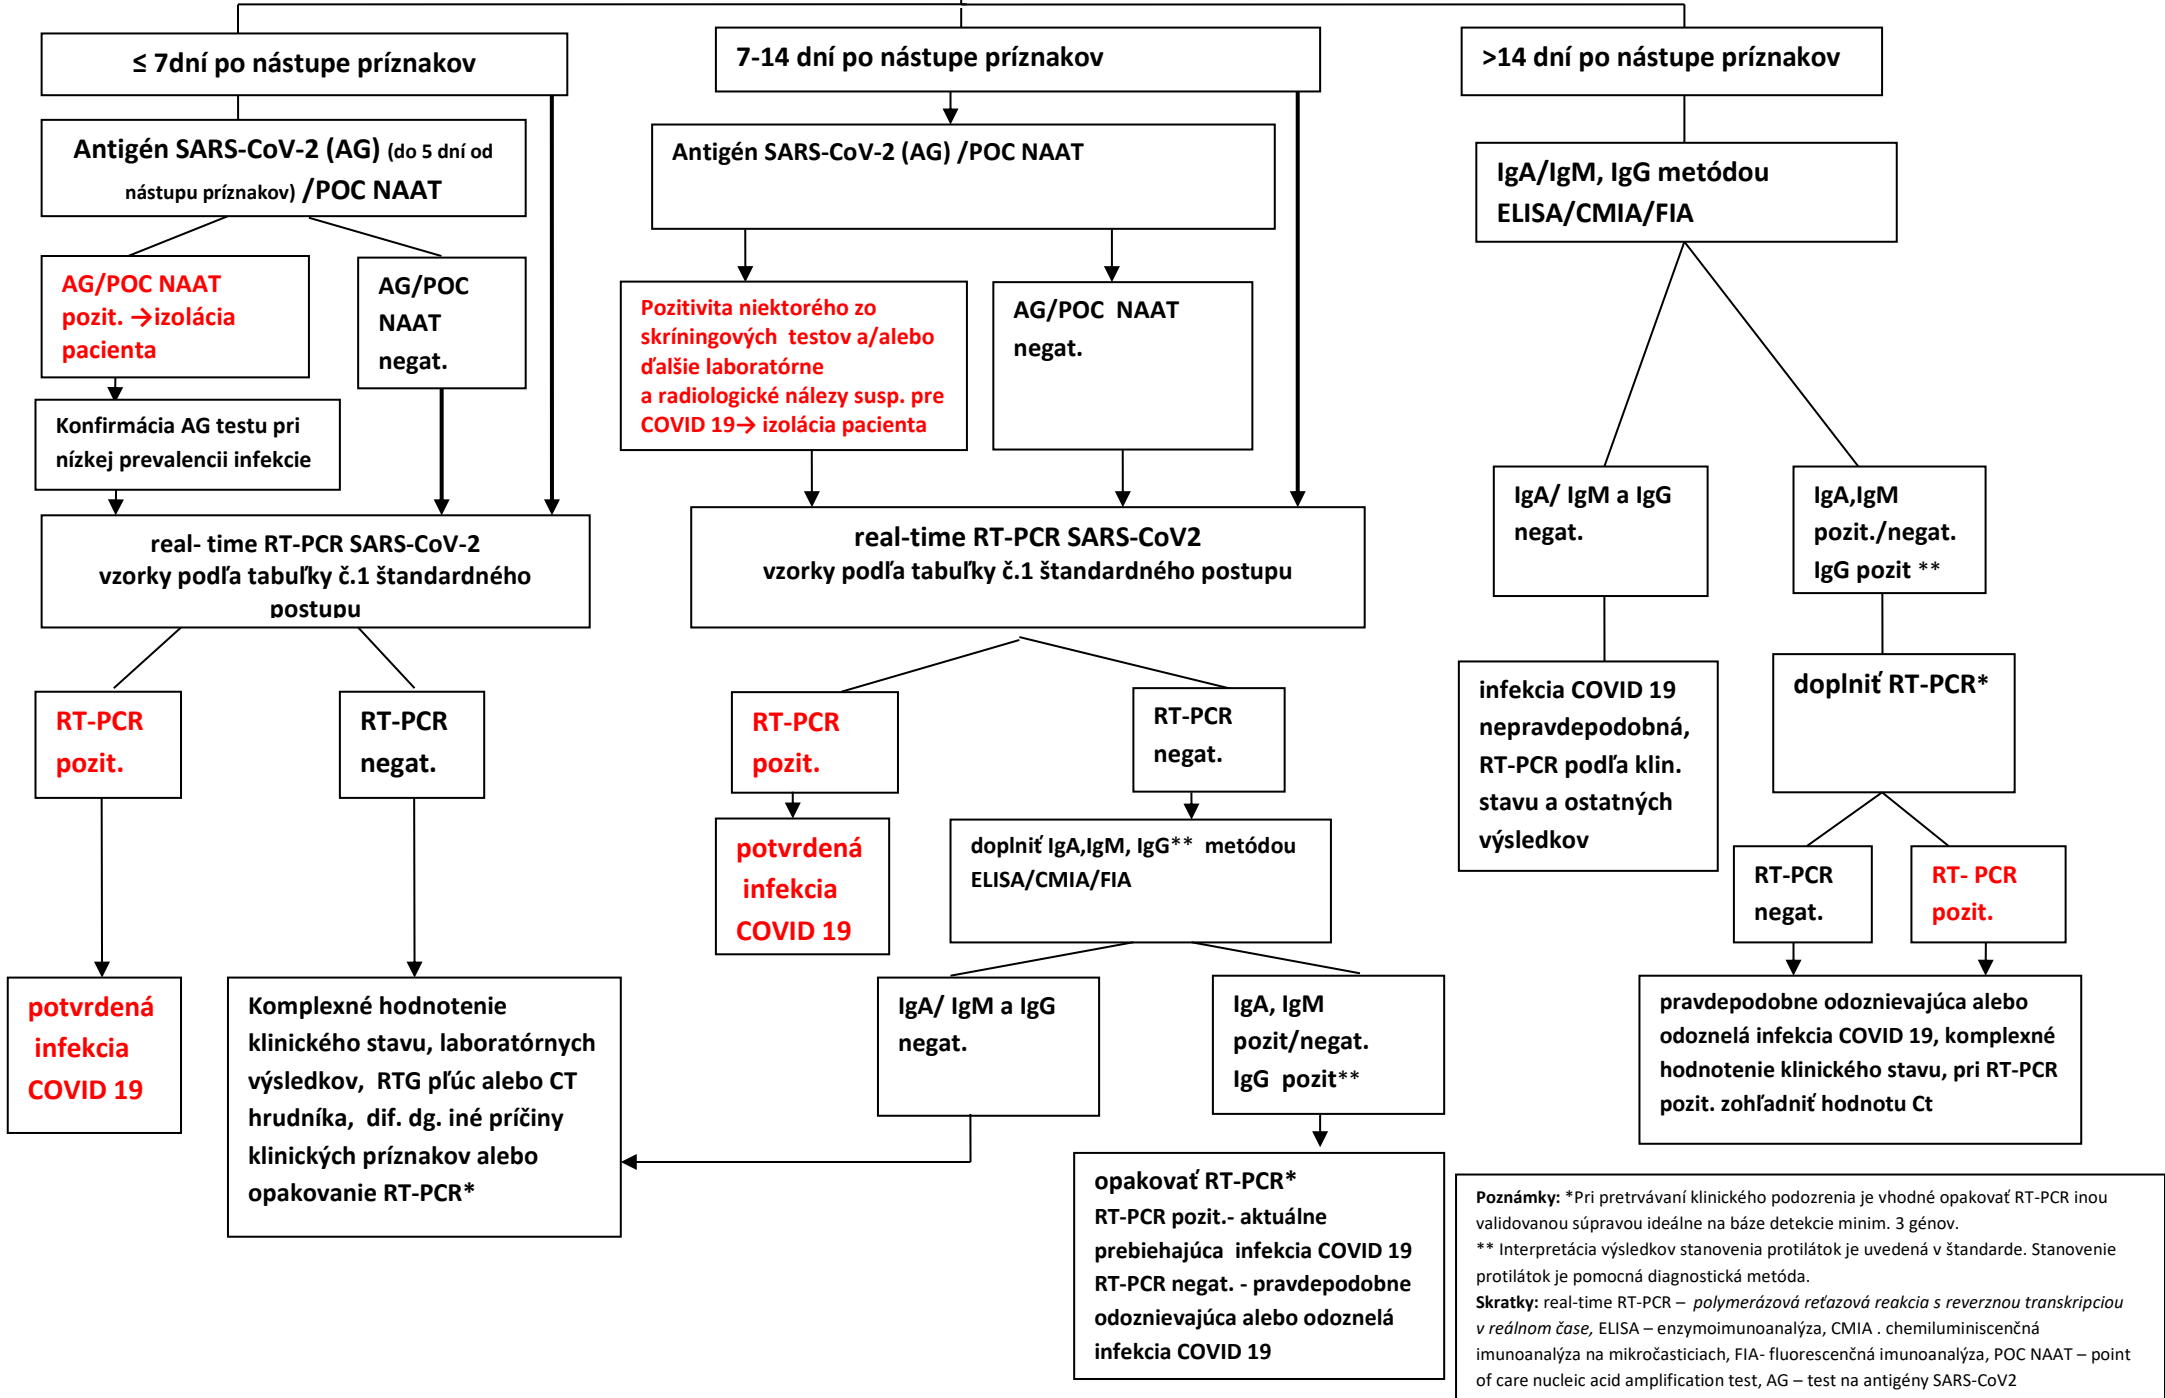 ≤ 7dní po nástupe príznakov
7-14 dní po nástupe príznakov
>14 dní po nástupe príznakov
Antigén SARS-CoV-2 (AG) (do 5 dní od
nástupu príznakov) /POC NAAT
AG/POC NAAT
pozit. →izolácia
pacienta
AG/POC
NAAT
negat.
Konfirmácia AG testu pri
nízkej prevalencii infekcie
real- time RT-PCR SARS-CoV-2
vzorky podľa tabuľky č.1 štandardného
postupu
RT-PCR
pozit.
RT-PCR
negat.
potvrdená
infekcia
COVID 19
Komplexné hodnotenie
klinického stavu, laboratórnych
výsledkov, RTG pľúc alebo CT
hrudníka, dif. dg. iné príčiny
klinických príznakov alebo
opakovanie RT-PCR*
Antigén SARS-CoV-2 (AG) /POC NAAT
Pozitivita niektorého zo
skríningových testov a/alebo
ďalšie laboratórne
a radiologické nálezy susp. pre
COVID 19→ izolácia pacienta
AG/POC NAAT
negat.
real-time RT-PCR SARS-CoV2
vzorky podľa tabuľky č.1 štandardného postupu
RT-PCR
pozit.
RT-PCR
negat.
potvrdená
infekcia
COVID 19
doplniť IgA,IgM, IgG** metódou
ELISA/CMIA/FIA
IgA/ IgM a IgG
negat.
IgA, IgM
pozit/negat.
IgG pozit**
opakovať RT-PCR*
RT-PCR pozit.- aktuálne
prebiehajúca infekcia COVID 19
RT-PCR negat. - pravdepodobne
odoznievajúca alebo odoznelá
infekcia COVID 19
IgA/IgM, IgG metódou
ELISA/CMIA/FIA
IgA/ IgM a IgG
negat.
IgA,IgM
pozit./negat.
IgG pozit **
infekcia COVID 19
nepravdepodobná,
RT-PCR podľa klin.
stavu a ostatných
výsledkov
doplniť RT-PCR*
RT-PCR
negat.
RT- PCR
pozit.
pravdepodobne odoznievajúca alebo
odoznelá infekcia COVID 19, komplexné
hodnotenie klinického stavu, pri RT-PCR
pozit. zohľadniť hodnotu Ct
Poznámky: *Pri pretrvávaní klinického podozrenia je vhodné opakovať RT-PCR inou
validovanou súpravou ideálne na báze detekcie minim. 3 génov.
** Interpretácia výsledkov stanovenia protilátok je uvedená v štandarde. Stanovenie
protilátok je pomocná diagnostická metóda.
Skratky: real-time RT-PCR – polymerázová reťazová reakcia s reverznou transkripciou
v reálnom čase, ELISA – enzymoimunoanalýza, CMIA . chemiluminiscenčná
imunoanalýza na mikročasticiach, FIA- fluorescenčná imunoanalýza, POC NAAT – point
of care nucleic acid amplification test, AG – test na antigény SARS-CoV2